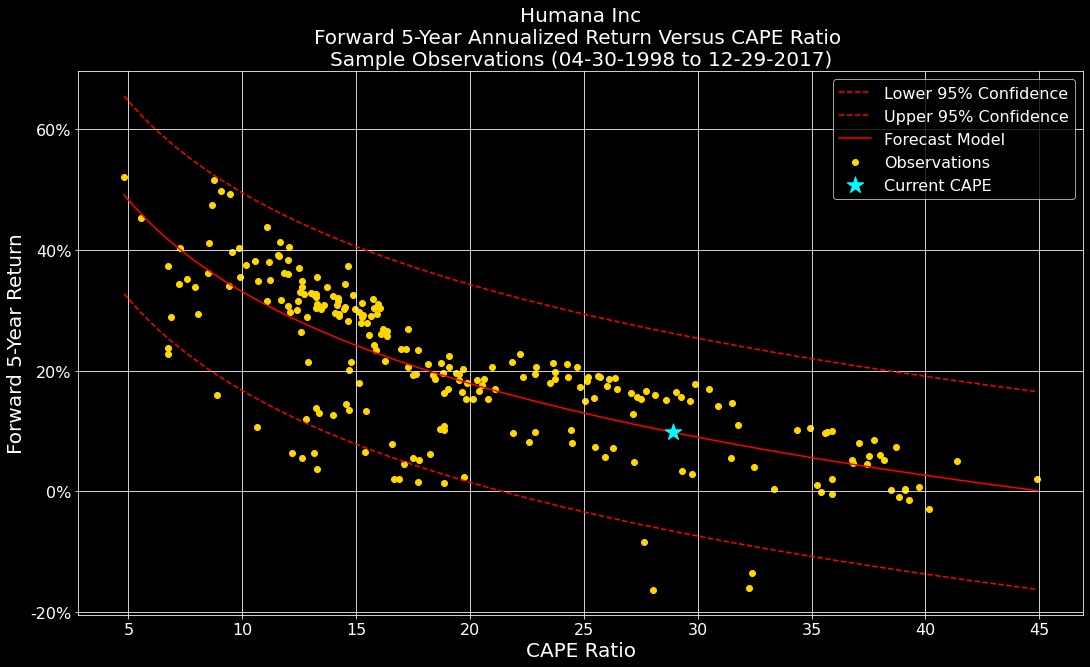 Humana Inc
Forward 5-Year Annualized Return Versus CAPE Ratio
Sample Observations (04-30-1998 to 12-29-2017)
Lower 95% Confidence
Upper 95% Confidence
Forecast Model
Observations
Current CAPE
Forward 5-Year Return
60%
40%
20%
0%
-20%
5 10 15 20 25 30 35 40 45
CAPE Ratio